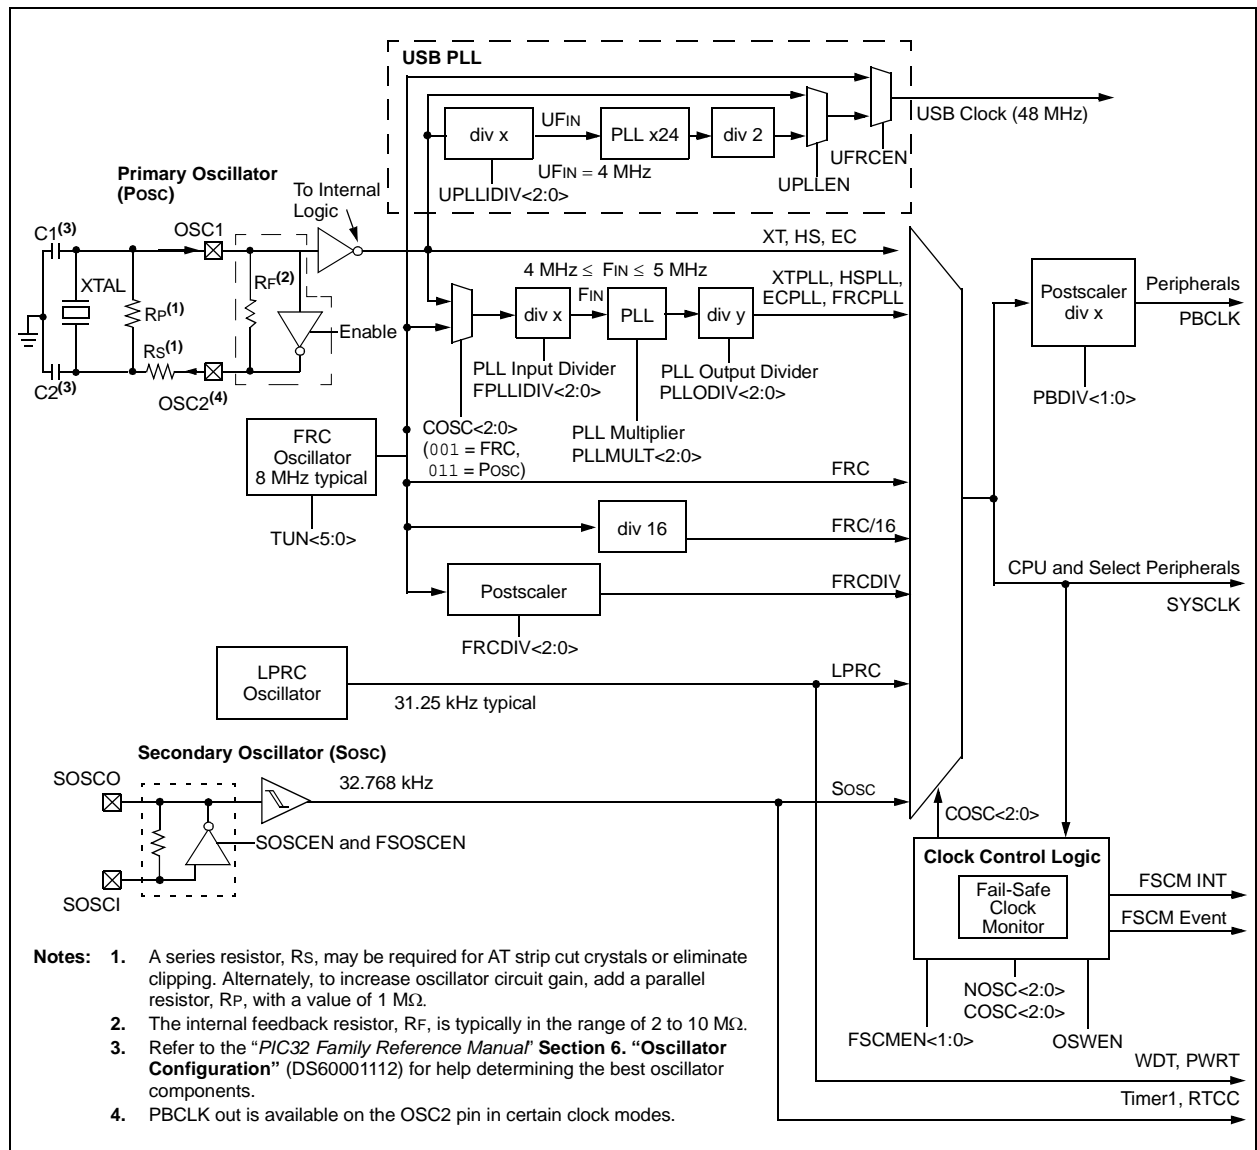 USB PLL
div x
UFIN
PLL x24
div 2
UFIN = 4 MHz
UPLLIDIV<2:0>
UPLLEN
UFRCEN
USB Clock (48 MHz)
Primary Oscillator
(POSC)
To Internal
Logic
C1(3)
OSC1
XTAL
RP(1)
RF(2)
RS(1)
Enable
C2(3)
OSC2(4)
XT, HS, EC
4 MHz ≤ FIN ≤ 5 MHz
FIN
div x
PLL
div y
XTPLL, HSPLL,
ECPLL, FRCPLL
PLL Input Divider
FPLLIDIV<2:0>
PLL Output Divider
PLLODIV<2:0>
COSC<2:0>
(001 = FRC,
011 = POSC)
PLL Multiplier
PLLMULT<2:0>
Postscaler
div x
Peripherals
PBCLK
PBDIV<1:0>
FRC
Oscillator
8 MHz typical
TUN<5:0>
FRC
div 16
FRC/16
Postscaler
FRCDIV
FRCDIV<2:0>
CPU and Select Peripherals
SYSCLK
LPRC
Oscillator
31.25 kHz typical
LPRC
Secondary Oscillator (SOSC)
SOSCO
32.768 kHz
SOSC
SOSCEN and FSOSCEN
SOSCI
COSC<2:0>
Clock Control Logic
Fail-Safe
Clock
Monitor
FSCM INT
FSCM Event
NOSC<2:0>
COSC<2:0>
FSCMEN<1:0>
OSWEN
WDT, PWRT
Timer1, RTCC
Notes: 1. A series resistor, RS, may be required for AT strip cut crystals or eliminate
clipping. Alternately, to increase oscillator circuit gain, add a parallel
resistor, RP, with a value of 1 MΩ.
2. The internal feedback resistor, RF, is typically in the range of 2 to 10 MΩ.
3. Refer to the “PIC32 Family Reference Manual” Section 6. “Oscillator
Configuration” (DS60001112) for help determining the best oscillator
components.
4. PBCLK out is available on the OSC2 pin in certain clock modes.